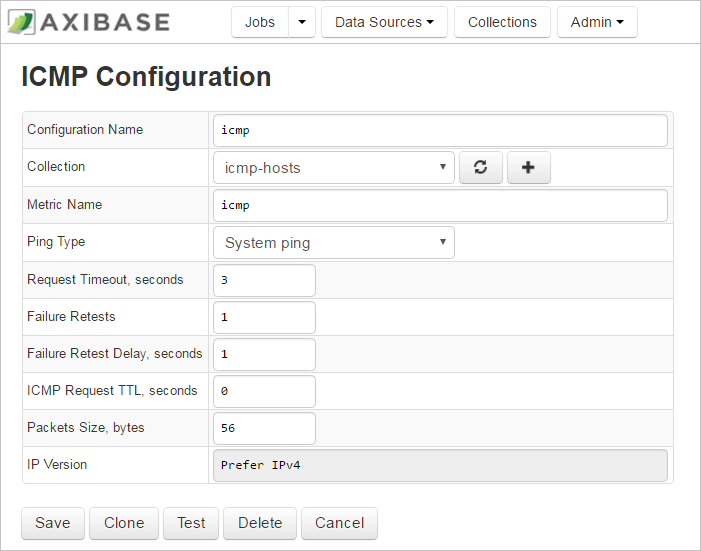 AXIBASE Jobs Data Sources Collections Admin
ICMP Configuration
Configuration Name icmp
Collection icmp-hosts
Metric Name icmp
Ping Type System ping
Request Timeout, seconds 3
Failure Retests 1
Failure Retest Delay, seconds 1
ICMP Request TTL, seconds 0
Packets Size, bytes 56
IP Version Prefer IPv4
Save Clone Test Delete Cancel